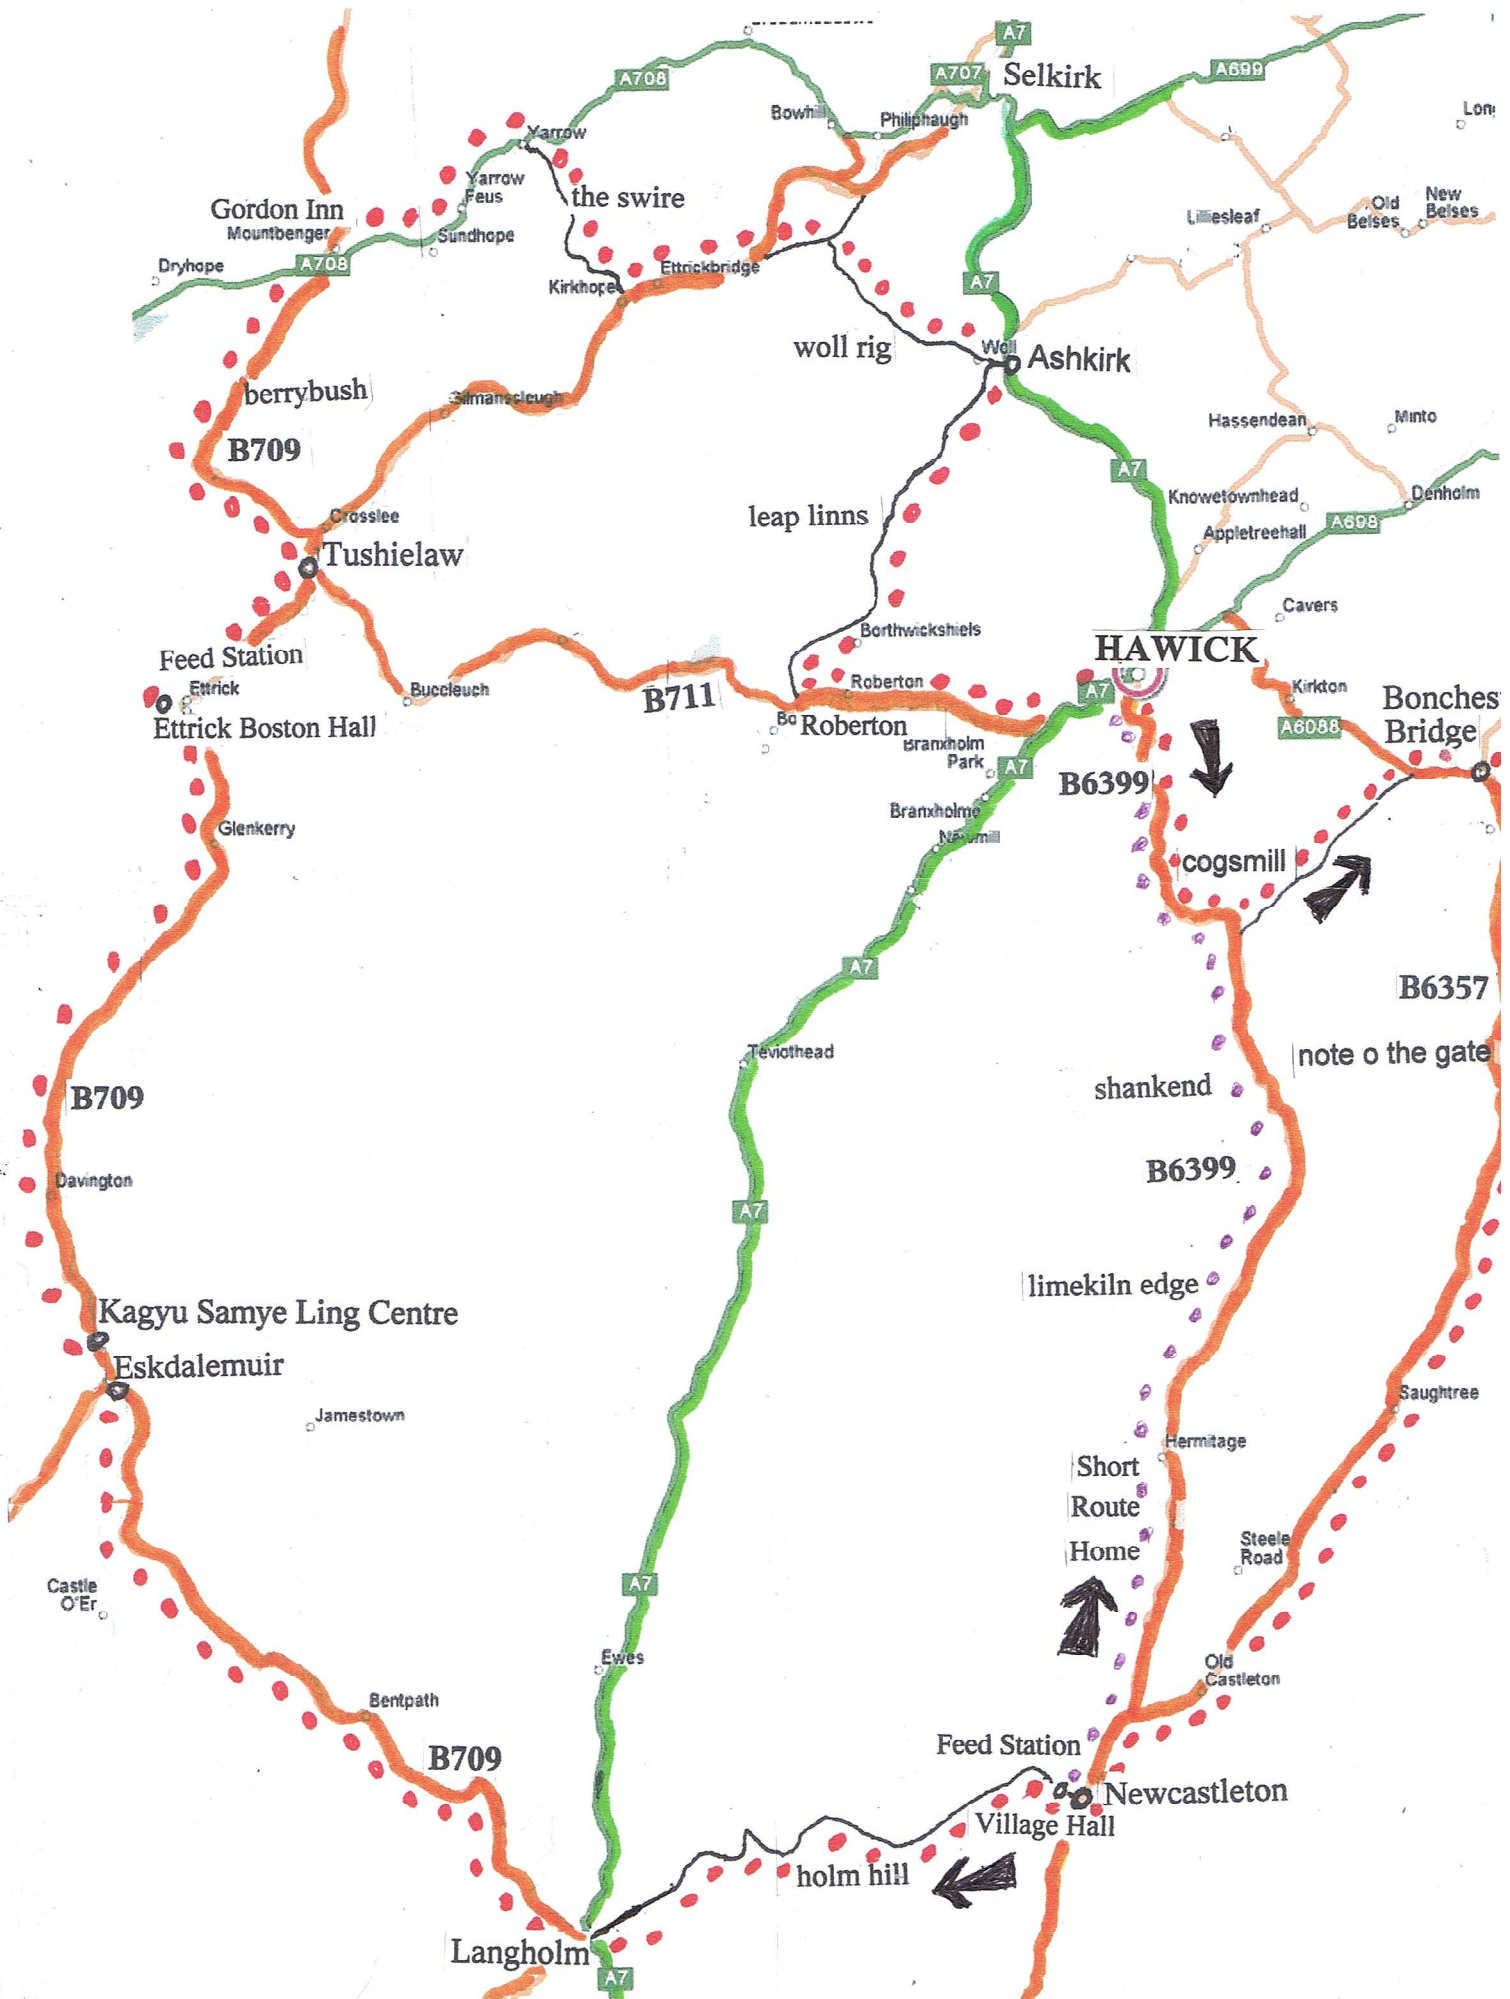 A7
A707
Selkirk
A699
A708
Bowhill
Philiphaugh
Yarrow
Yarrow
Feus
the swire
Gordon Inn
Mountbenger
Sundhope
A708
Dryhope
Kirkhope
Ettrickbridge
A7
Lilliesleaf
Old
Belses
New
Belses
woll rig
Woll
Ashkirk
berrybush
Gilmanscleugh
B709
Hassendean
Minto
A7
Knowetownhead
Denholm
A698
Appletreehall
leap linns
Crosslee
Tushielaw
Cavers
Borthwickshiels
HAWICK
Feed Station
Ettrick
Ettrick Boston Hall
Buccleuch
B711
Roberton
Roberton
A7
Kirkton
A6088
Bonches
Bridge
Branxholm
Park
A7
B6399
Branxholme
Newmill
Glenkerry
cogsmill
A7
B6357
Teviothead
note o the gate
shankend
B709
B6399
Davington
A7
limekiln edge
Kagyu Samye Ling Centre
Eskdalemuir
Jamestown
Saughtree
Hermitage
Short
Route
Home
Steele
Road
Castle
O'Er
A7
Ewes
Old
Castleton
Bentpath
B709
Feed Station
Newcastleton
Village Hall
holm hill
Langholm
A7